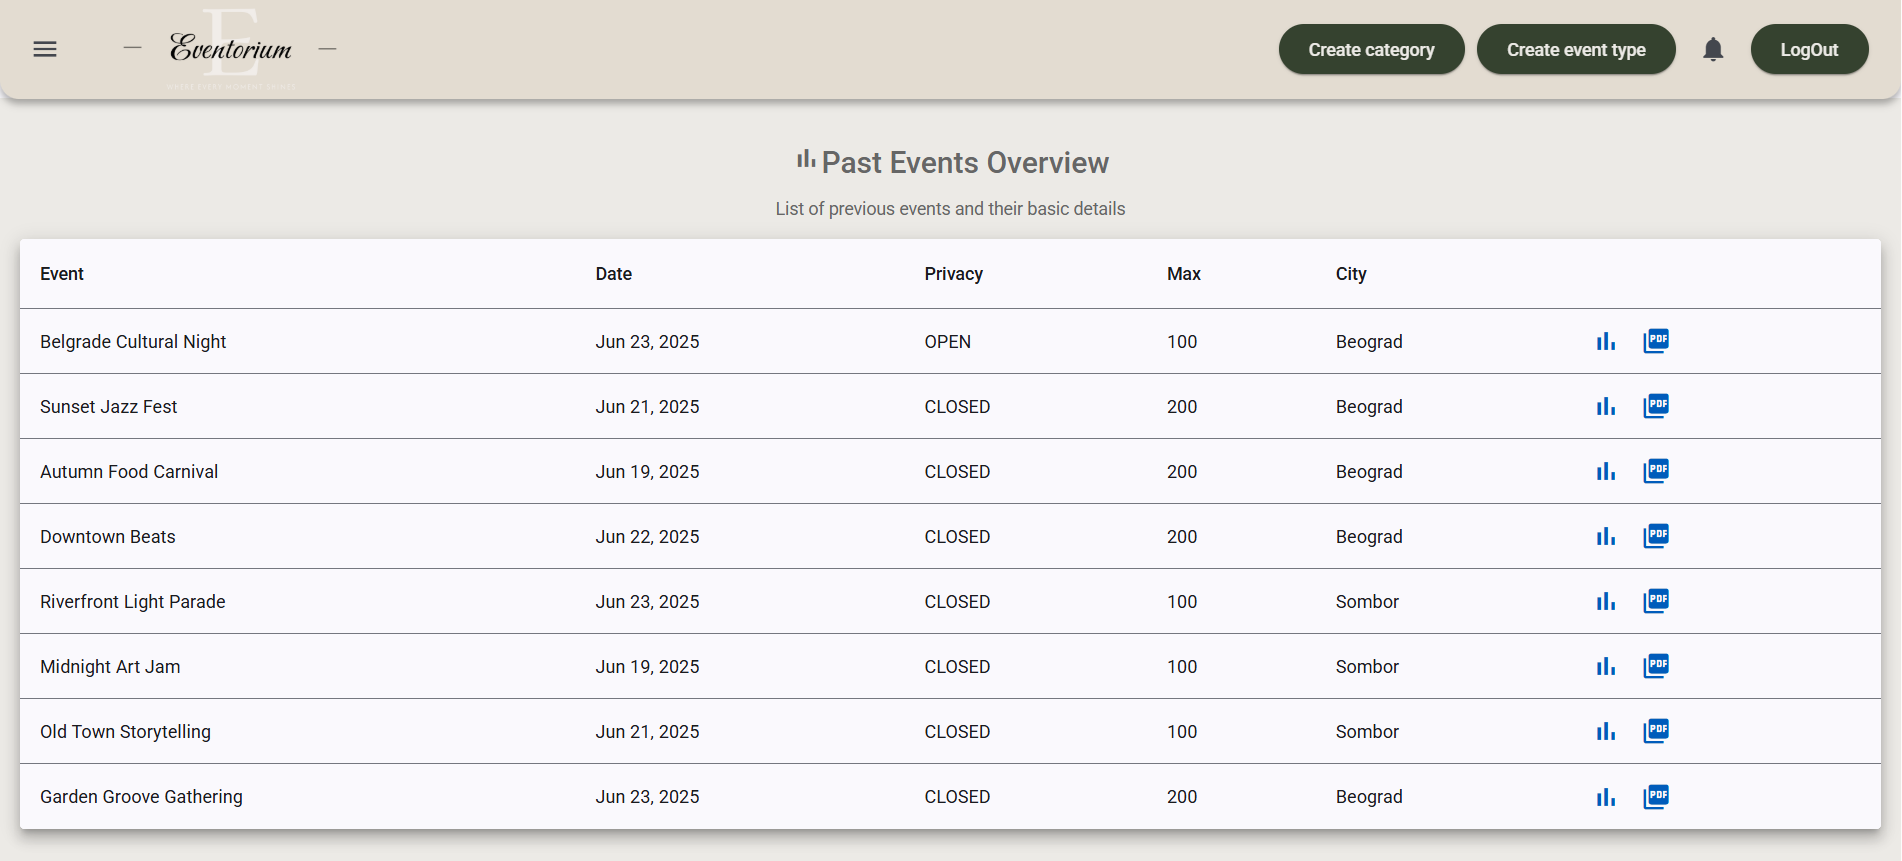 E
Eventorium
WHERE EVERY MOMENT SHINES
Create category
Create event type
LogOut
Past Events Overview
List of previous events and their basic details
Event Date Privacy Max City
Belgrade Cultural Night Jun 23, 2025 OPEN 100 Beograd PDF
Sunset Jazz Fest Jun 21, 2025 CLOSED 200 Beograd PDF
Autumn Food Carnival Jun 19, 2025 CLOSED 200 Beograd PDF
Downtown Beats Jun 22, 2025 CLOSED 200 Beograd PDF
Riverfront Light Parade Jun 23, 2025 CLOSED 100 Sombor PDF
Midnight Art Jam Jun 19, 2025 CLOSED 100 Sombor PDF
Old Town Storytelling Jun 21, 2025 CLOSED 100 Sombor PDF
Garden Groove Gathering Jun 23, 2025 CLOSED 200 Beograd PDF